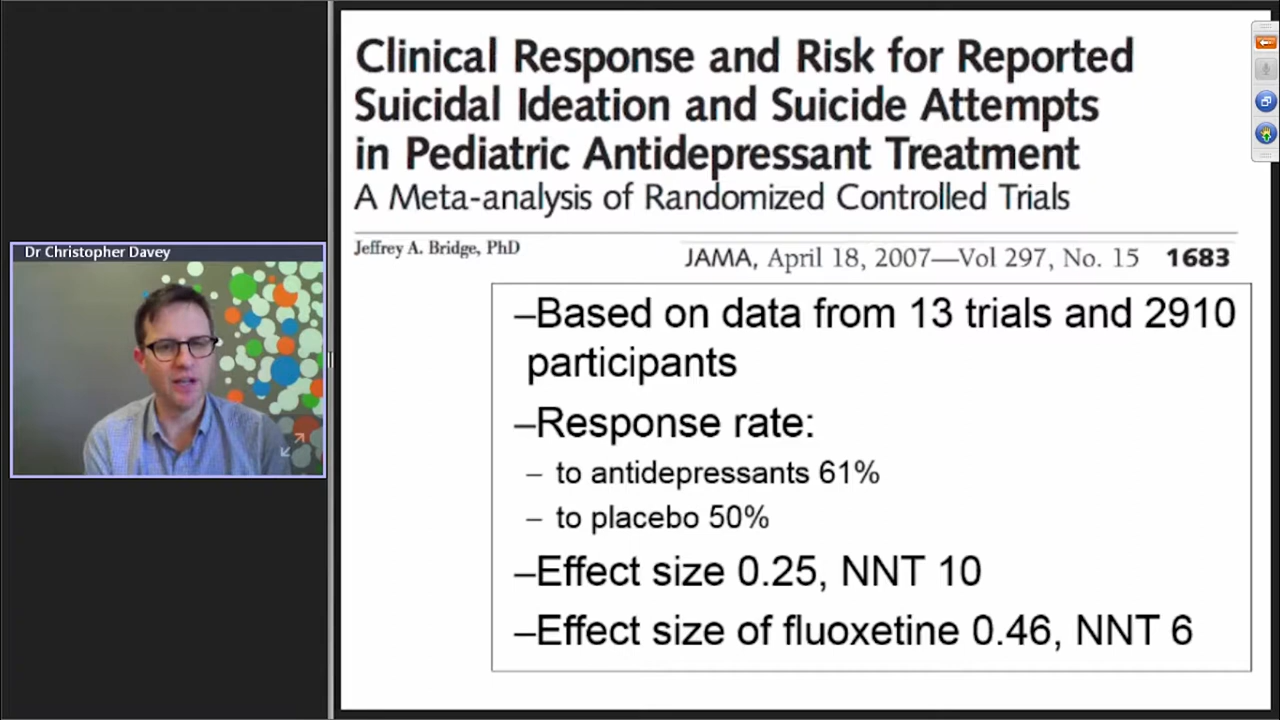 Dr Christopher Davey
Clinical Response and Risk for Reported
Suicidal Ideation and Suicide Attempts
in Pediatric Antidepressant Treatment
A Meta-analysis of Randomized Controlled Trials
Jeffrey A. Bridge, PhD
JAMA, April 18, 2007—Vol 297, No. 15 1683
–Based on data from 13 trials and 2910
participants
–Response rate:
– to antidepressants 61%
– to placebo 50%
–Effect size 0.25, NNT 10
–Effect size of fluoxetine 0.46, NNT 6